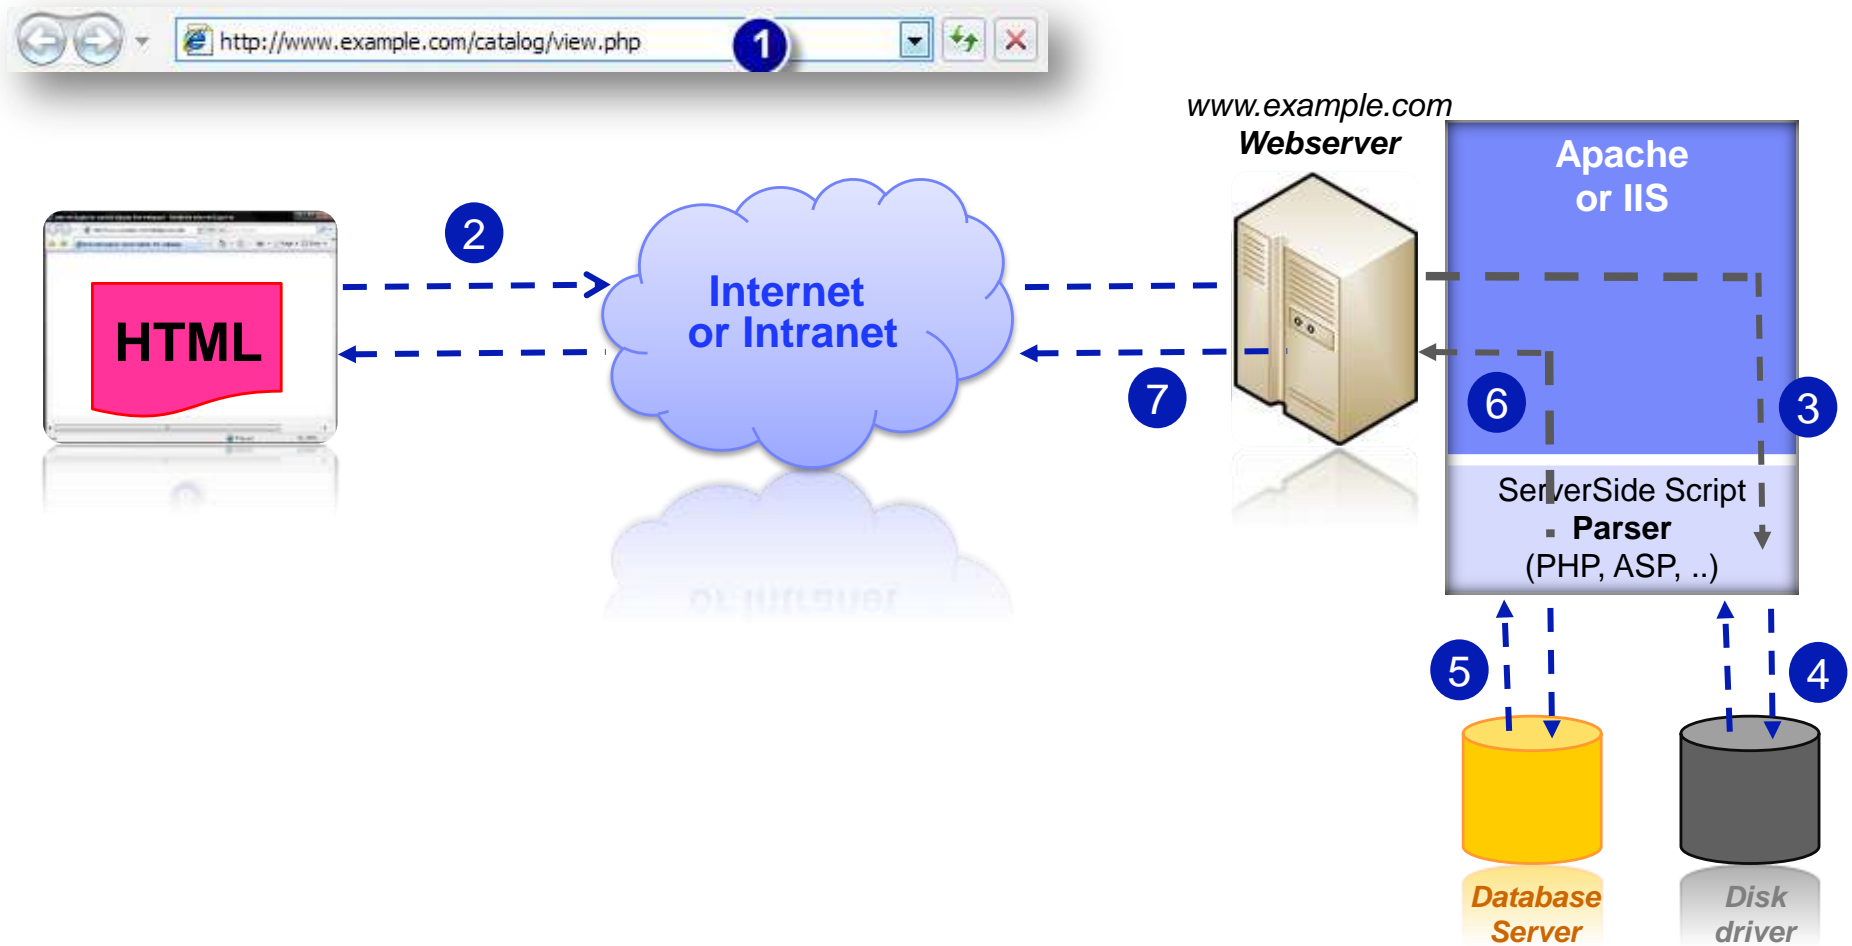 http://www.example.com/catalog/view.php
1
www.example.com
Webserver
Apache
or IIS
2
HTML
Internet
or Intranet
7
6
3
ServerSide Script
Parser
(PHP, ASP, ..)
5
4
Database
Server
Disk
driver